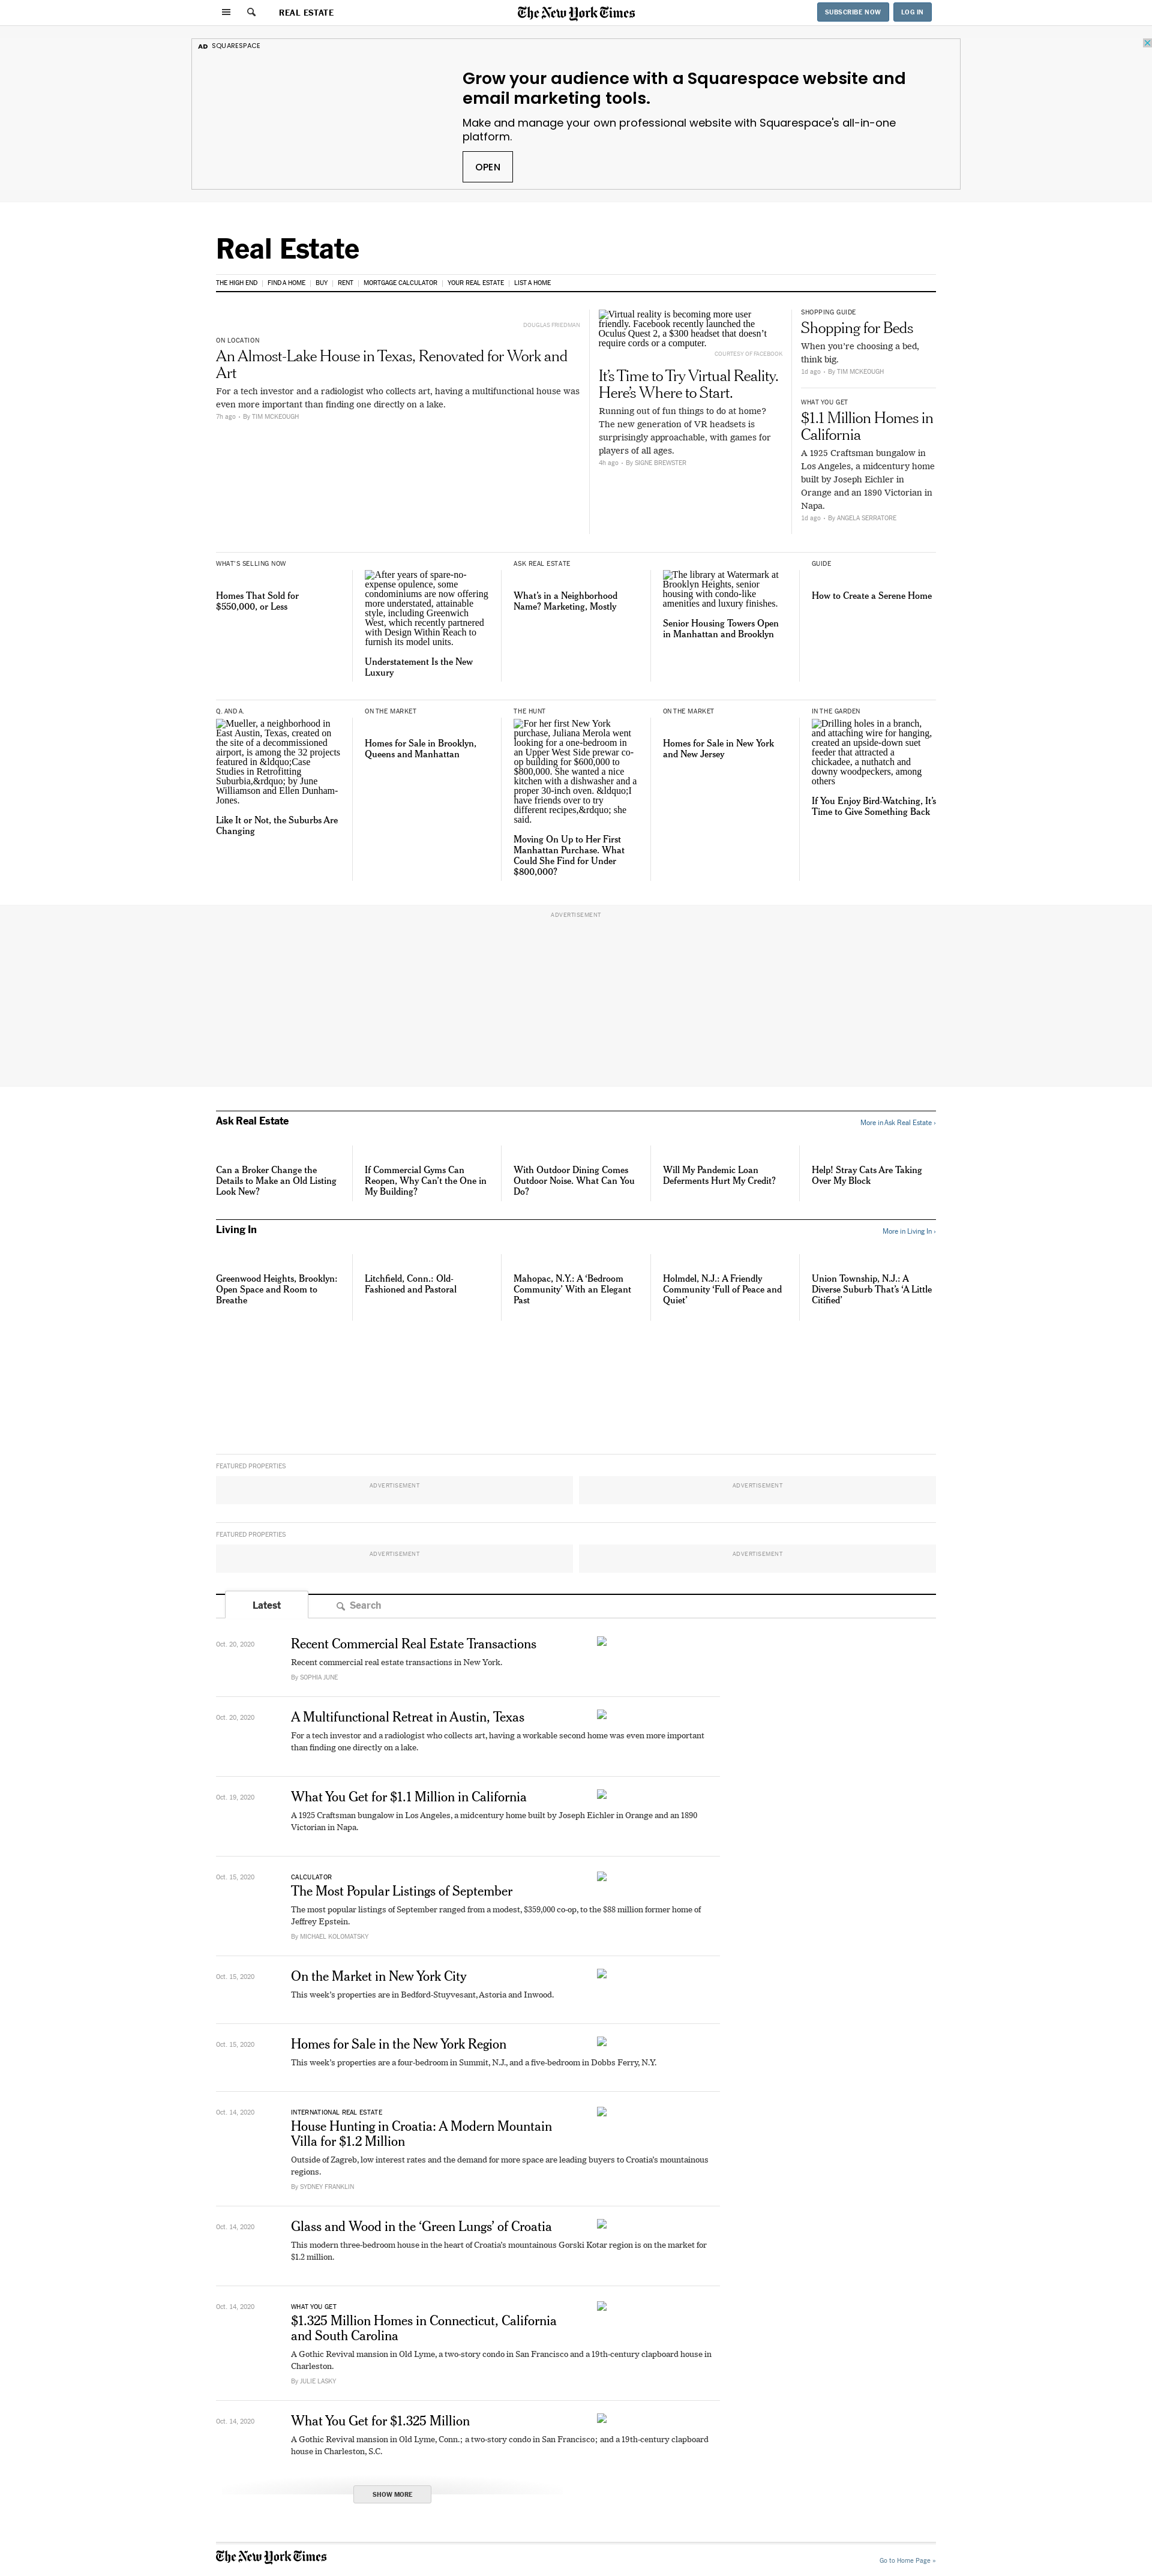 REAL ESTATE
The New York Times
SUBSCRIBE NOW
LOG IN
AD SQUARESPACE
Grow your audience with a Squarespace website and
email marketing tools.
Make and manage your own professional website with Squarespace's all-in-one
platform.
OPEN
Real Estate
THE HIGH END
FIND A HOME
BUY
RENT
MORTGAGE CALCULATOR
YOUR REAL ESTATE
LIST A HOME
DOUGLAS FRIEDMAN
ON LOCATION
An Almost-Lake House in Texas, Renovated for Work and
Art
For a tech investor and a radiologist who collects art, having a multifunctional house was
even more important than finding one directly on a lake.
7h ago · By TIM MCKEOUGH
Virtual reality is becoming more user
friendly. Facebook recently launched the
Oculus Quest 2, a $300 headset that doesn’t
require cords or a computer.
COURTESY OF FACEBOOK
It’s Time to Try Virtual Reality.
Here’s Where to Start.
Running out of fun things to do at home?
The new generation of VR headsets is
surprisingly approachable, with games for
players of all ages.
4h ago · By SIGNE BREWSTER
SHOPPING GUIDE
Shopping for Beds
When you’re choosing a bed,
think big.
1d ago · By TIM MCKEOUGH
WHAT YOU GET
$1.1 Million Homes in
California
A 1925 Craftsman bungalow in
Los Angeles, a midcentury home
built by Joseph Eichler in
Orange and an 1890 Victorian in
Napa.
1d ago · By ANGELA SERRATORE
WHAT’S SELLING NOW
Homes That Sold for
$550,000, or Less
After years of spare-no-
expense opulence, some
condominiums are now offering
more understated, attainable
style, including Greenwich
West, which recently partnered
with Design Within Reach to
furnish its model units.
Understatement Is the New
Luxury
ASK REAL ESTATE
What’s in a Neighborhood
Name? Marketing, Mostly
The library at Watermark at
Brooklyn Heights, senior
housing with condo-like
amenities and luxury finishes.
Senior Housing Towers Open
in Manhattan and Brooklyn
GUIDE
How to Create a Serene Home
Q. AND A.
Mueller, a neighborhood in
East Austin, Texas, created on
the site of a decommissioned
airport, is among the 32 projects
featured in &ldquo;Case
Studies in Retrofitting
Suburbia,&rdquo; by June
Williamson and Ellen Dunham-
Jones.
Like It or Not, the Suburbs Are
Changing
ON THE MARKET
Homes for Sale in Brooklyn,
Queens and Manhattan
THE HUNT
For her first New York
purchase, Juliana Merola went
looking for a one-bedroom in
an Upper West Side prewar co-
op building for $600,000 to
$800,000. She wanted a nice
kitchen with a dishwasher and a
proper 30-inch oven. &ldquo;I
have friends over to try
different recipes,&rdquo; she
said.
Moving On Up to Her First
Manhattan Purchase. What
Could She Find for Under
$800,000?
ON THE MARKET
Homes for Sale in New York
and New Jersey
IN THE GARDEN
Drilling holes in a branch,
and attaching wire for hanging,
created an upside-down suet
feeder that attracted a
chickadee, a nuthatch and
downy woodpeckers, among
others
If You Enjoy Bird-Watching, It’s
Time to Give Something Back
ADVERTISEMENT
Ask Real Estate
More in Ask Real Estate ›
Can a Broker Change the
Details to Make an Old Listing
Look New?
If Commercial Gyms Can
Reopen, Why Can’t the One in
My Building?
With Outdoor Dining Comes
Outdoor Noise. What Can You
Do?
Will My Pandemic Loan
Deferments Hurt My Credit?
Help! Stray Cats Are Taking
Over My Block
Living In
More in Living In ›
Greenwood Heights, Brooklyn:
Open Space and Room to
Breathe
Litchfield, Conn.: Old-
Fashioned and Pastoral
Mahopac, N.Y.: A ‘Bedroom
Community’ With an Elegant
Past
Holmdel, N.J.: A Friendly
Community ‘Full of Peace and
Quiet’
Union Township, N.J.: A
Diverse Suburb That’s ‘A Little
Citified’
FEATURED PROPERTIES
ADVERTISEMENT
ADVERTISEMENT
FEATURED PROPERTIES
ADVERTISEMENT
ADVERTISEMENT
Latest
Search
Oct. 20, 2020
Recent Commercial Real Estate Transactions
Recent commercial real estate transactions in New York.
By SOPHIA JUNE
Oct. 20, 2020
A Multifunctional Retreat in Austin, Texas
For a tech investor and a radiologist who collects art, having a workable second home was even more important
than finding one directly on a lake.
Oct. 19, 2020
What You Get for $1.1 Million in California
A 1925 Craftsman bungalow in Los Angeles, a midcentury home built by Joseph Eichler in Orange and an 1890
Victorian in Napa.
Oct. 15, 2020
CALCULATOR
The Most Popular Listings of September
The most popular listings of September ranged from a modest, $359,000 co-op, to the $88 million former home of
Jeffrey Epstein.
By MICHAEL KOLOMATSKY
Oct. 15, 2020
On the Market in New York City
This week’s properties are in Bedford-Stuyvesant, Astoria and Inwood.
Oct. 15, 2020
Homes for Sale in the New York Region
This week’s properties are a four-bedroom in Summit, N.J., and a five-bedroom in Dobbs Ferry, N.Y.
Oct. 14, 2020
INTERNATIONAL REAL ESTATE
House Hunting in Croatia: A Modern Mountain
Villa for $1.2 Million
Outside of Zagreb, low interest rates and the demand for more space are leading buyers to Croatia’s mountainous
regions.
By SYDNEY FRANKLIN
Oct. 14, 2020
Glass and Wood in the ‘Green Lungs’ of Croatia
This modern three-bedroom house in the heart of Croatia’s mountainous Gorski Kotar region is on the market for
$1.2 million.
Oct. 14, 2020
WHAT YOU GET
$1.325 Million Homes in Connecticut, California
and South Carolina
A Gothic Revival mansion in Old Lyme, a two-story condo in San Francisco and a 19th-century clapboard house in
Charleston.
By JULIE LASKY
Oct. 14, 2020
What You Get for $1.325 Million
A Gothic Revival mansion in Old Lyme, Conn.; a two-story condo in San Francisco; and a 19th-century clapboard
house in Charleston, S.C.
SHOW MORE
The New York Times
Go to Home Page »